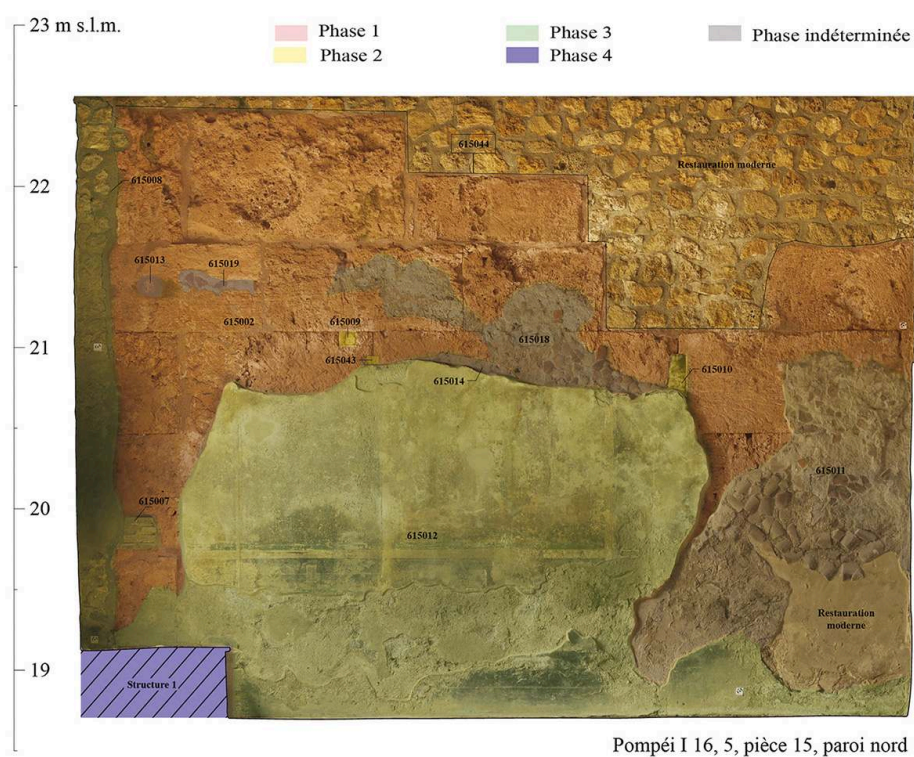 23 m s.l.m.
Phase 1
Phase 3
Phase indéterminée
Phase 2
Phase 4
615044
Restauration moderne
22
615008
615013
615019
615002
615009
615018
21
615043
615014
615010
615011
615007
20
615012
Restauration
moderne
19
Structure 1
Pompéi I 16, 5, pièce 15, paroi nord